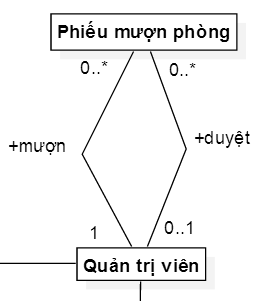 Phiếu mượn phòng
0..* 0..*
+mượn
+duyệt
1
0..1
Quản trị viên